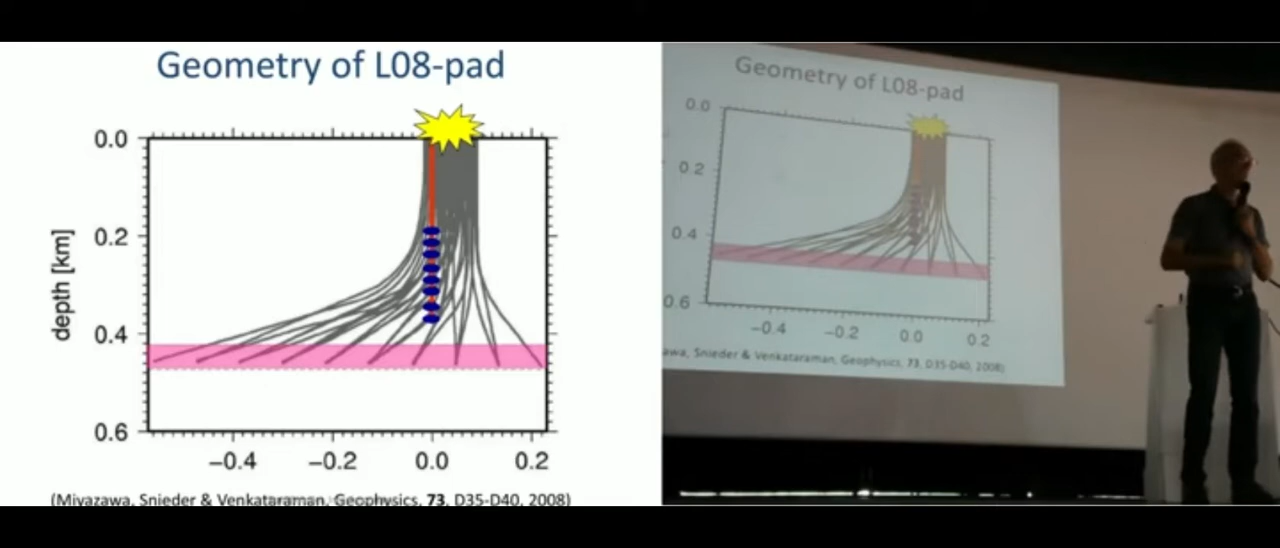 Geometry of L08-pad
0.0
0.2
0.4
0.6
depth [km]
−0.4 −0.2 0.0 0.2
(Miyazawa, Snieder & Venkataraman, Geophysics, 73, D35-D40, 2008)
Geometry of L08-pad
0.0
0.2
0.4
0.6
−0.4 −0.2 0.0 0.2
awa, Snieder & Venkataraman, Geophysics, 73, D35-D40, 2008)